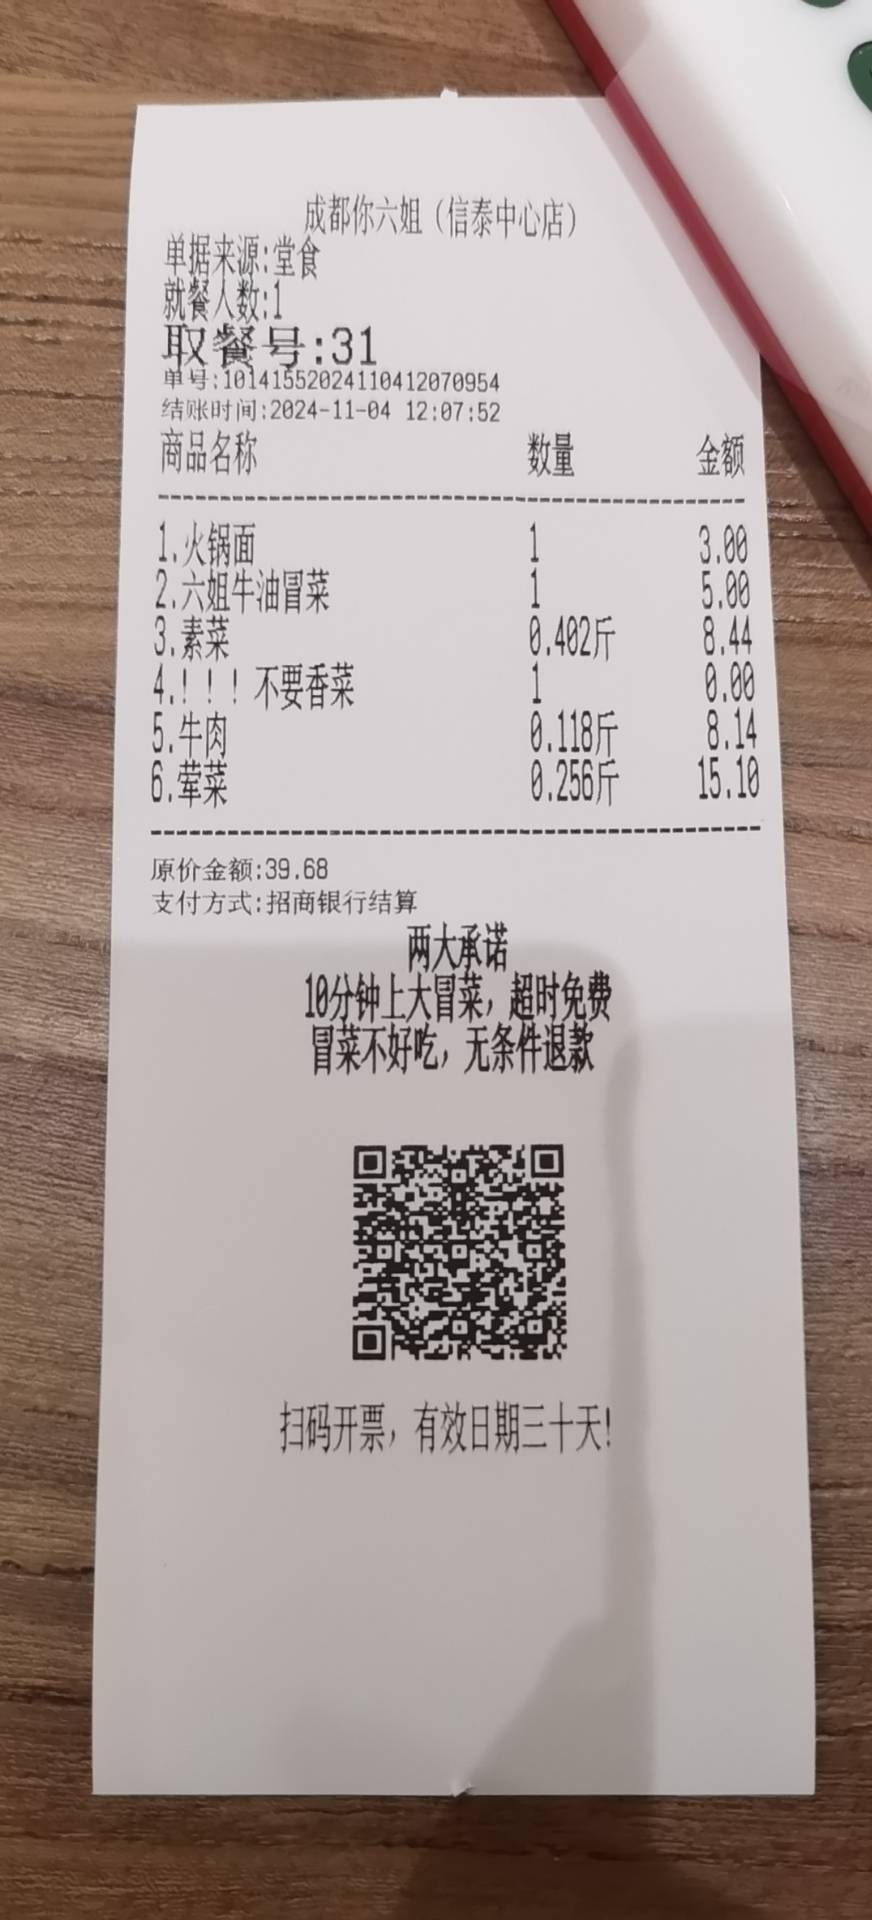 成都你六姐（信泰中心店）
单据来源:堂食
就餐人数:1
取餐号:31
单号:10141552024110412070954
结账时间:2024-11-04 12:07:52
商品名称 数量 金额
1.火锅面 1 3.00
2.六姐牛油冒菜 1 5.00
3.素菜 0.402斤 8.44
4.！！！不要香菜 1 0.00
5.牛肉 0.118斤 8.14
6.荤菜 0.256斤 15.10
原价金额:39.68
支付方式:招商银行结算
两大承诺
10分钟上大冒菜，超时免费
冒菜不好吃，无条件退款
扫码开票，有效日期三十天!